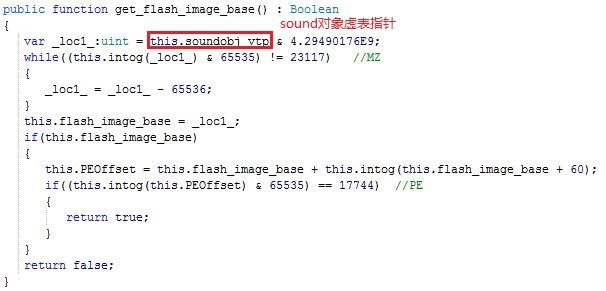 public function get_flash_image_base() : Boolean
sound对象虚表指针
{
var _loc1_:uint = this.soundobj_vtp & 4.29490176E9;
while((this.intog(_loc1_) & 65535) != 23117) //MZ
{
_loc1_ = _loc1_ - 65536;
}
this.flash_image_base = _loc1_;
if(this.flash_image_base)
{
this.PEOffset = this.flash_image_base + this.intog(this.flash_image_base + 60);
if((this.intog(this.PEOffset) & 65535) == 17744) //PE
{
return true;
}
}
return false;
}